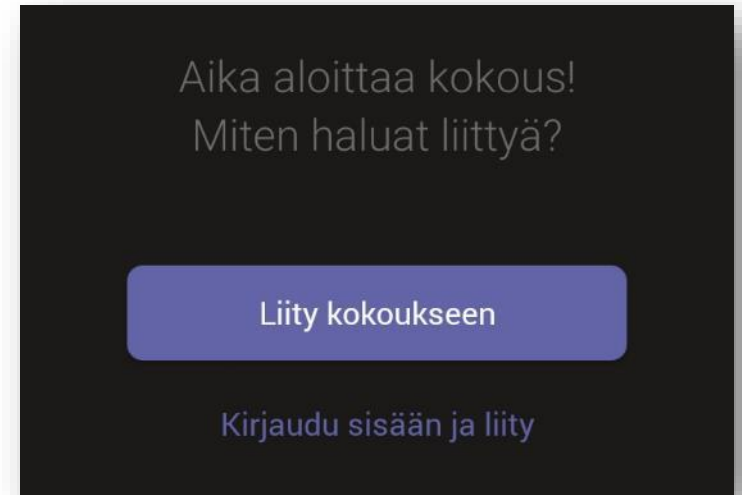 Aika aloittaa kokous!
Miten haluat liittyä?
Liity kokoukseen
Kirjaudu sisään ja liity